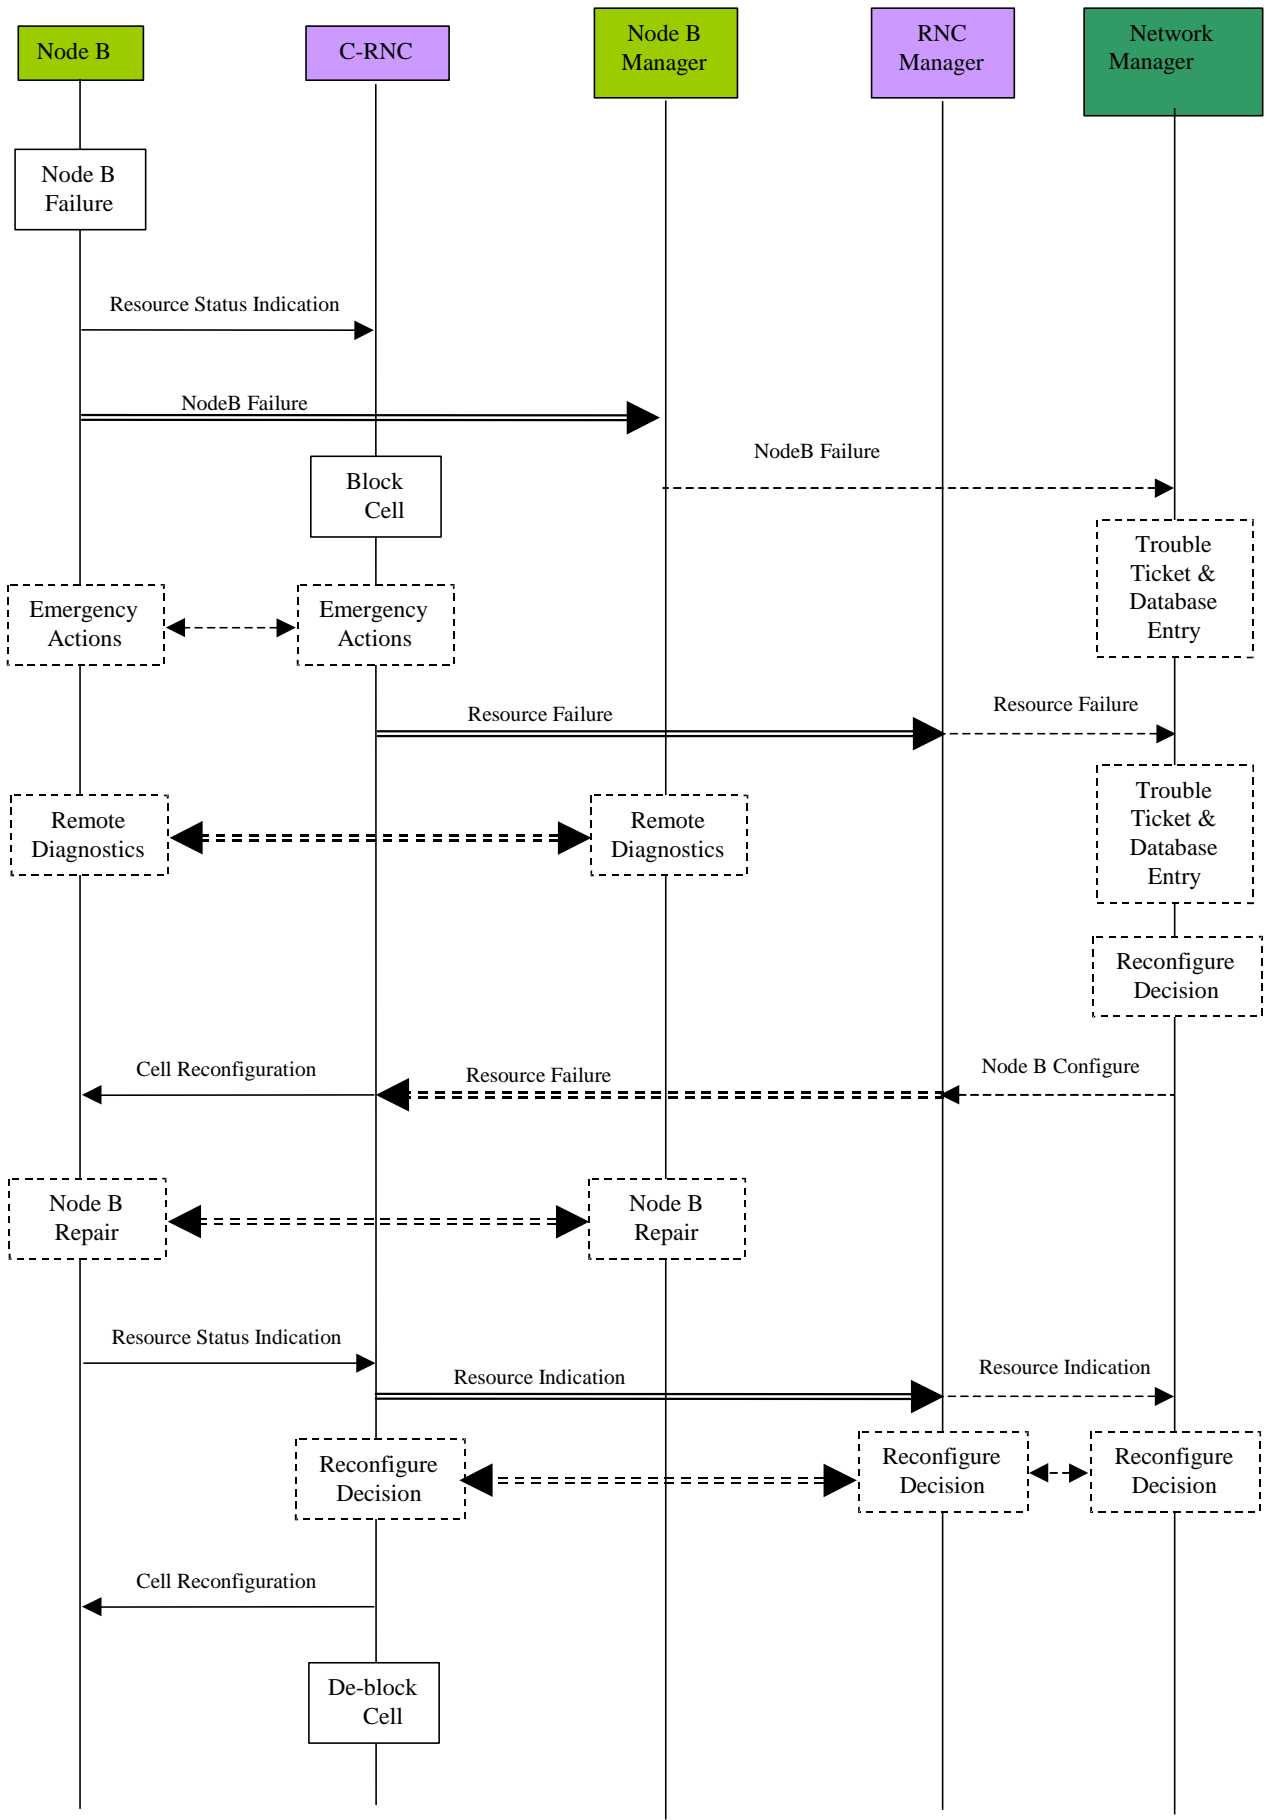 Node B
C-RNC
Node B
Manager
RNC
Manager
Network
Manager
Node B
Failure
Resource Status Indication
NodeB Failure
NodeB Failure
Block
Cell
Trouble
Ticket &
Database
Entry
Emergency
Actions
Emergency
Actions
Resource Failure
Resource Failure
Remote
Diagnostics
Remote
Diagnostics
Trouble
Ticket &
Database
Entry
Reconfigure
Decision
Cell Reconfiguration
Resource Failure
Node B Configure
Node B
Repair
Node B
Repair
Resource Status Indication
Resource Indication
Resource Indication
Reconfigure
Decision
Reconfigure
Decision
Reconfigure
Decision
Cell Reconfiguration
De-block
Cell